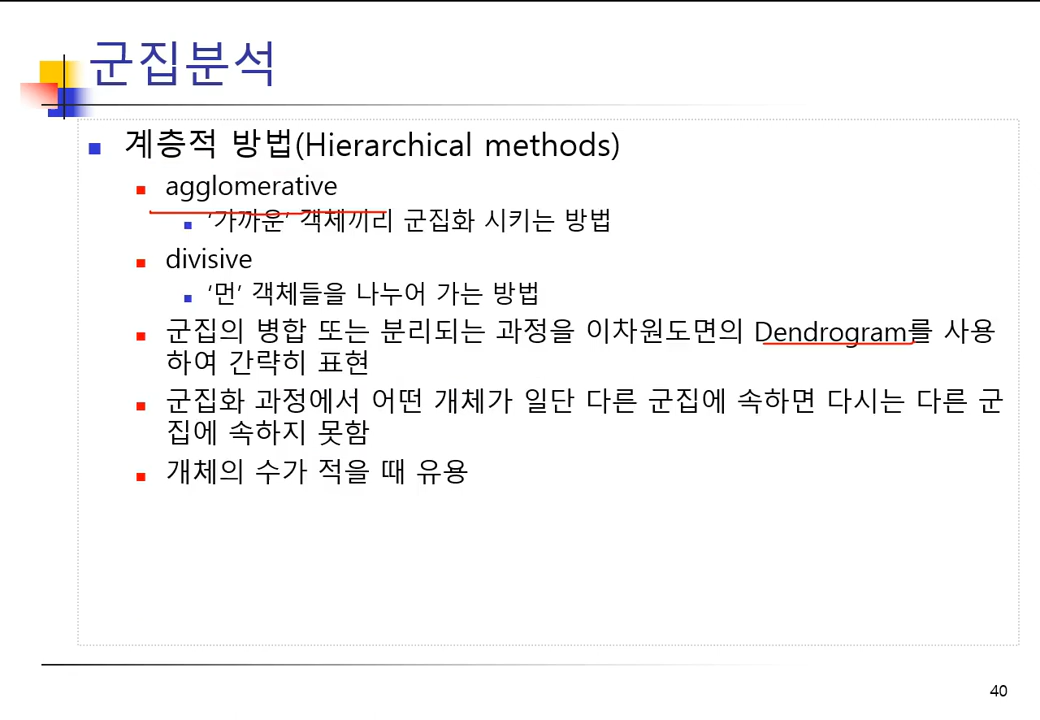 군집분석
계층적 방법(Hierarchical methods)
agglomerative
'가까운' 객체끼리 군집화 시키는 방법
divisive
'먼' 객체들을 나누어 가는 방법
군집의 병합 또는 분리되는 과정을 이차원도면의 Dendrogram를 사용
하여 간략히 표현
군집화 과정에서 어떤 개체가 일단 다른 군집에 속하면 다시는 다른 군
집에 속하지 못함
개체의 수가 적을 때 유용
40